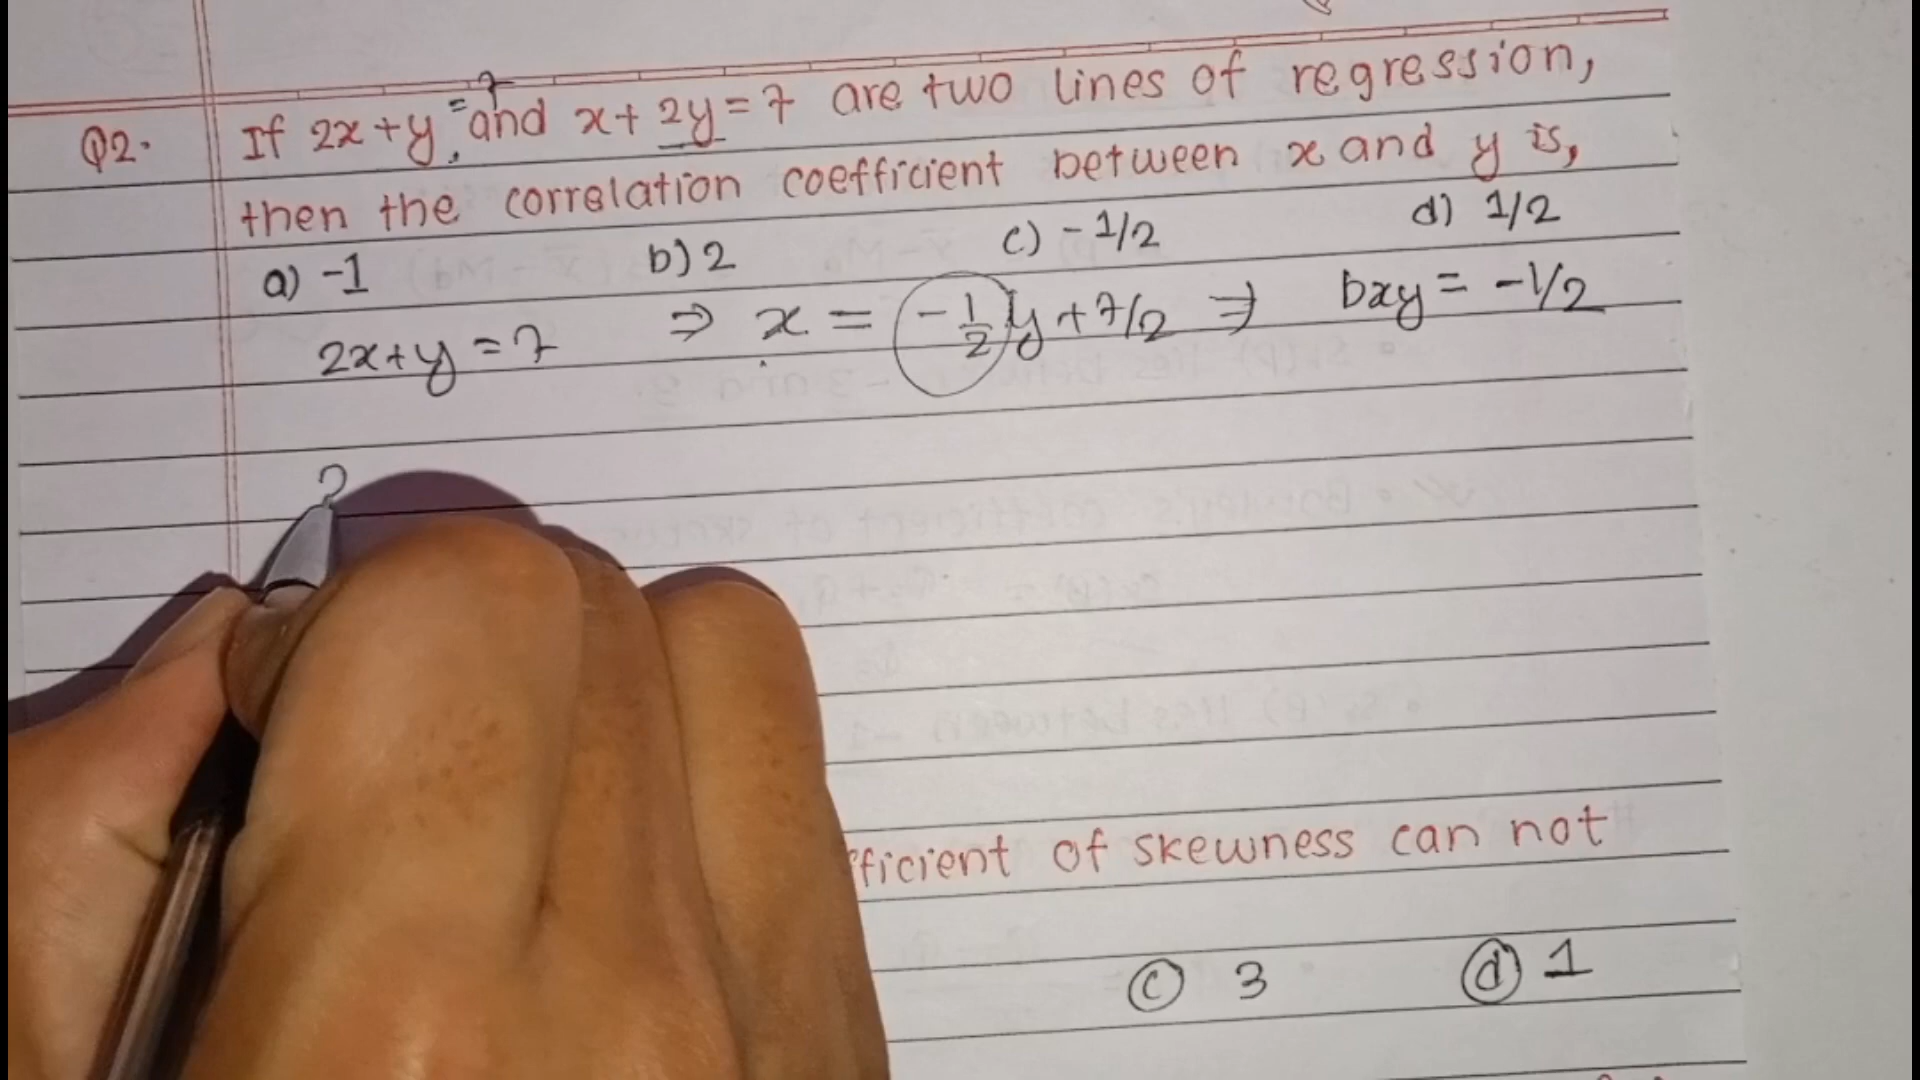 Q2. If 2x+y=7 and x+2y=7 are two lines of regression,
then the correlation coefficient between x and y is,
a) -1 b) 2 c) -1/2 d) 1/2
2x+y=7 ⇒ x = -1/2 y + 7/2 ⇒ bxy = -1/2
fficient of skewness can not
(c) 3 (d) 1